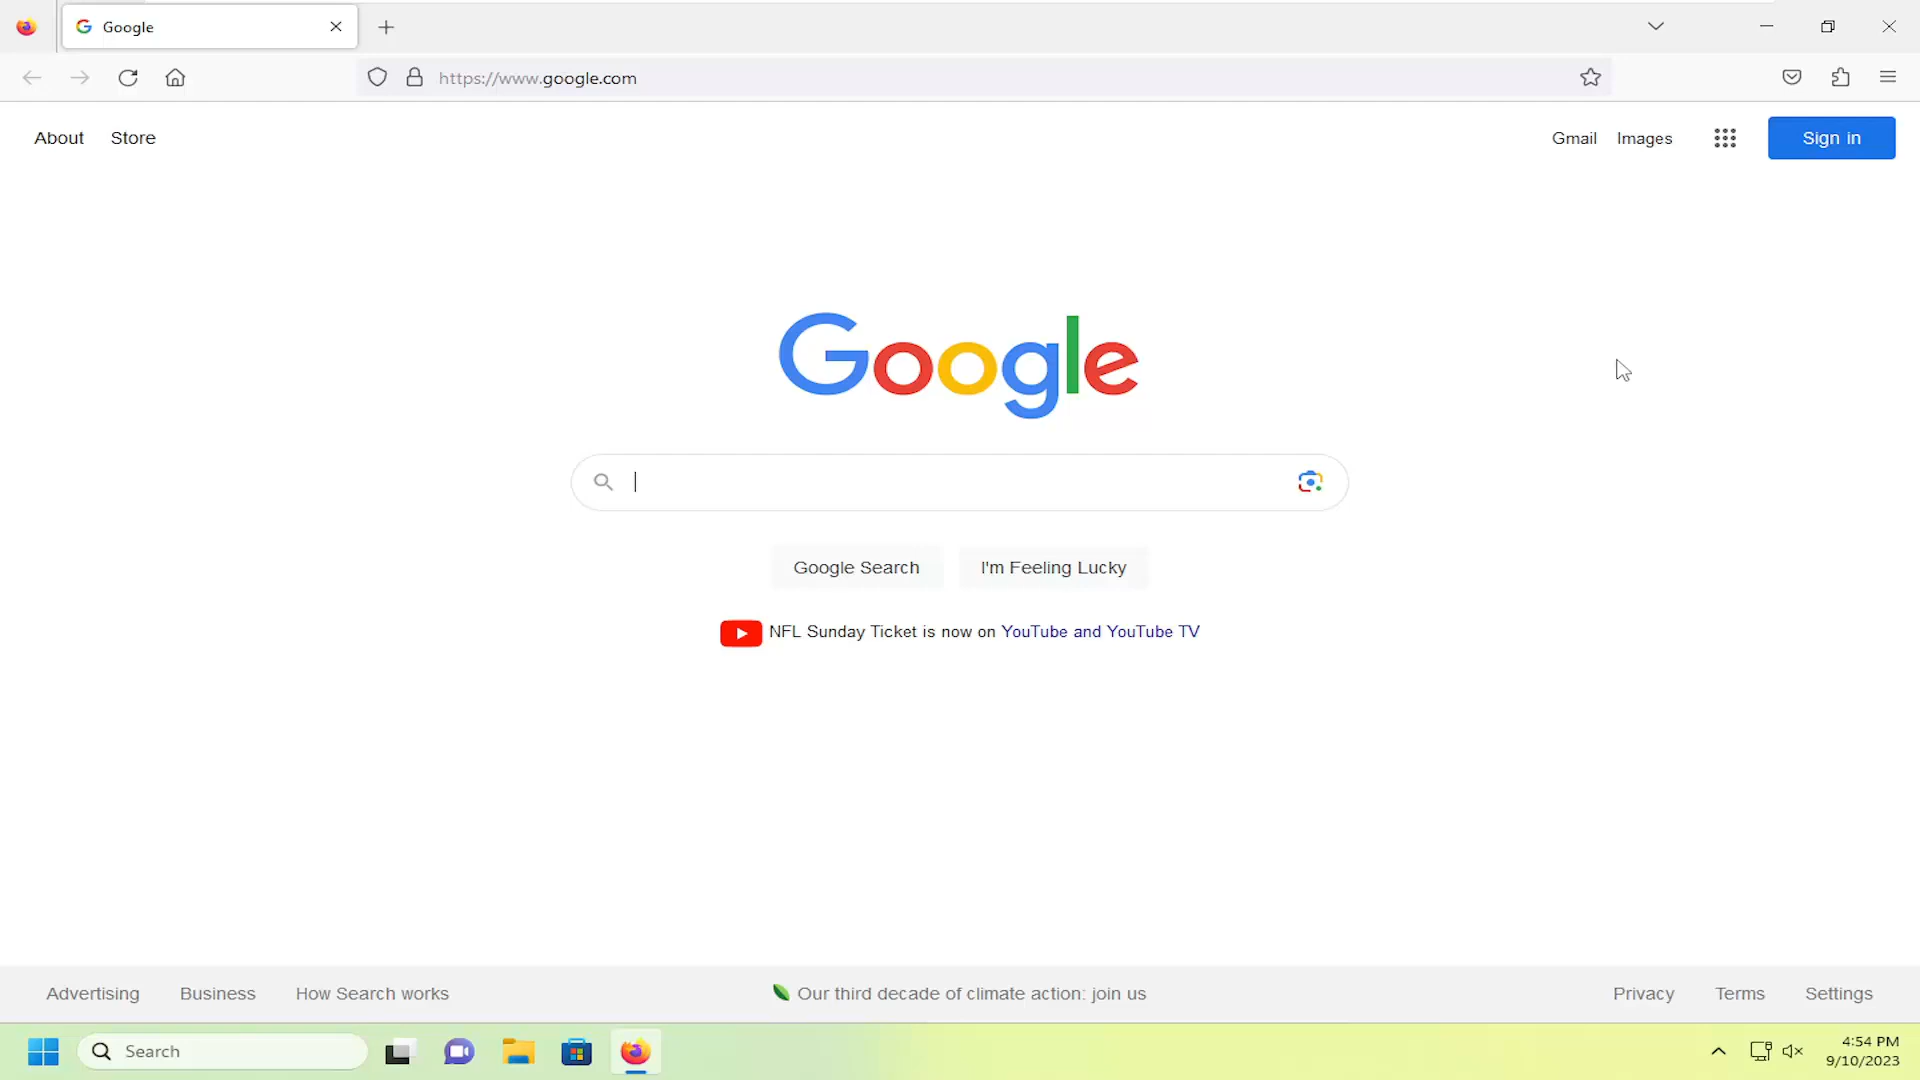 Google
https://www.google.com
About Store
Gmail Images Sign in
Google
Google Search I'm Feeling Lucky
NFL Sunday Ticket is now on YouTube and YouTube TV
Advertising Business How Search works
Our third decade of climate action: join us
Privacy Terms Settings
Search
4:54 PM
9/10/2023